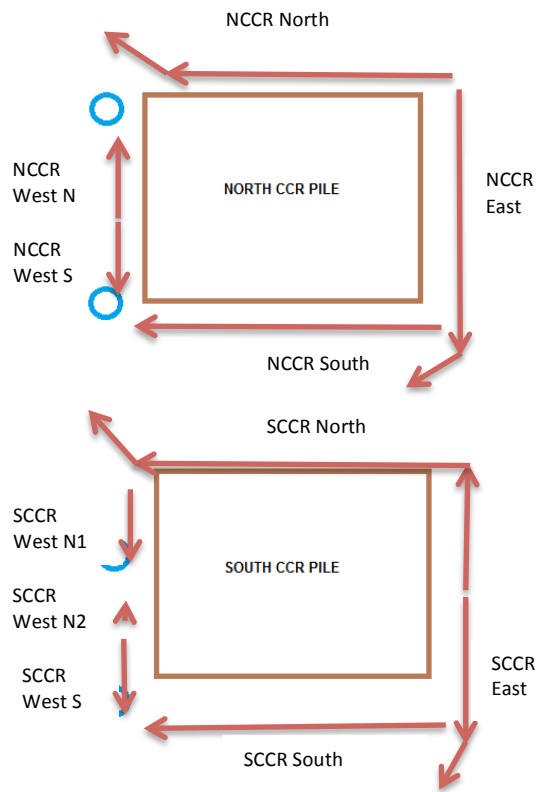 NCCR North
NCCR
West N
NORTH CCR PILE
NCCR
East
NCCR
West S
NCCR South
SCCR North
SCCR
West N1
SOUTH CCR PILE
SCCR
West N2
SCCR
West S
SCCR
East
SCCR South